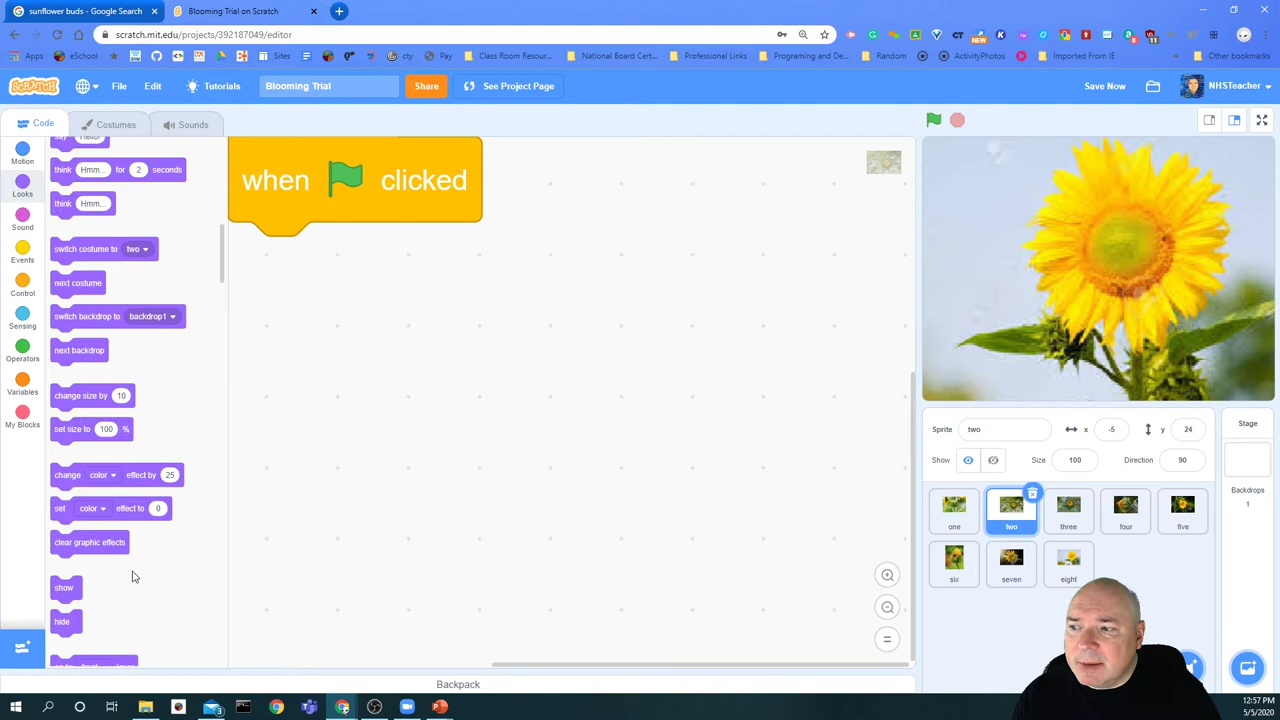 sunflower buds - Google Search
Blooming Trial on Scratch
scratch.mit.edu/projects/392187049/editor
Apps
eSchool
Sites
cty
Pay
Class Room Resour...
National Board Cert...
Professional Links
Programing and De...
Random
ActivityPhotos
Imported From IE
Other bookmarks
NEW
SCRATCH
File
Edit
Tutorials
Blooming Trial
Share
See Project Page
Save Now
NHSTeacher
Code
Costumes
Sounds
Motion
Looks
Sound
Events
Control
Sensing
Operators
Variables
My Blocks
think Hmm... for 2 seconds
think Hmm...
switch costume to two
next costume
switch backdrop to backdrop1
next backdrop
change size by 10
set size to 100 %
change color effect by 25
set color effect to 0
clear graphic effects
show
hide
when clicked
Sprite two x -5 y 24
Show Size 100 Direction 90
one
two
three
four
five
six
seven
eight
Stage
Backdrops
1
Backpack
12:57 PM
5/5/2020